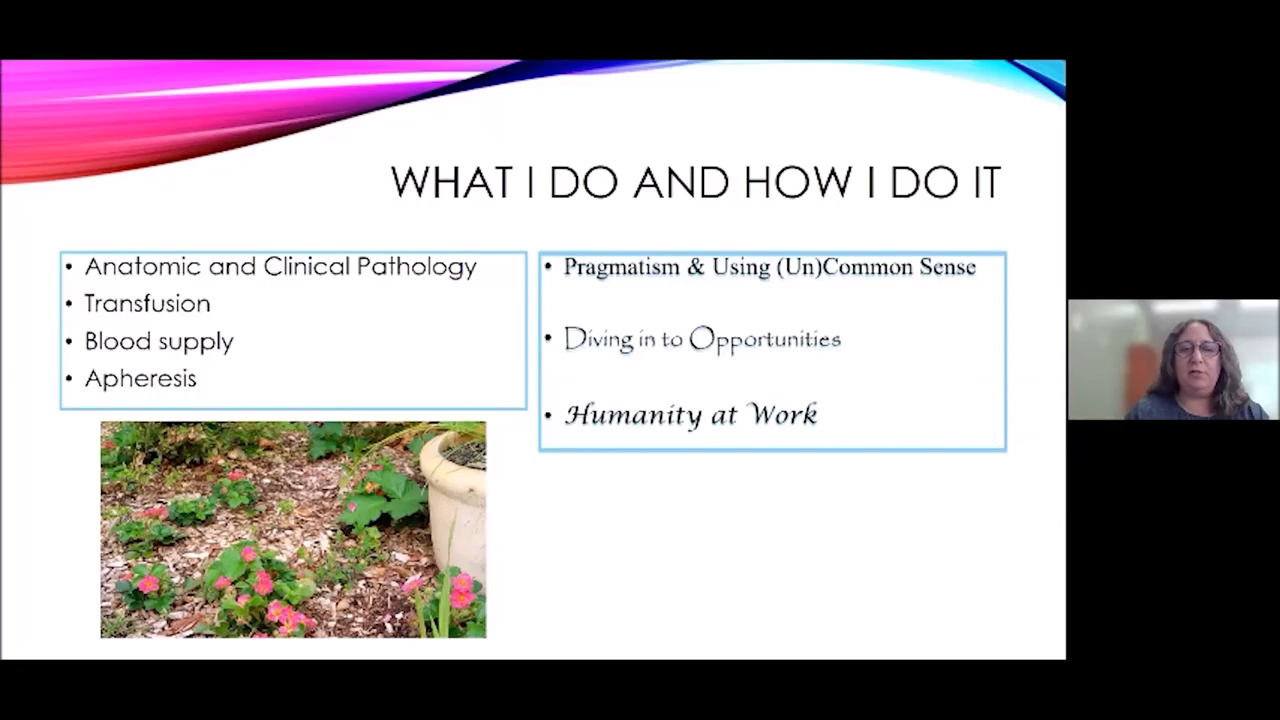 WHAT I DO AND HOW I DO IT
• Anatomic and Clinical Pathology
• Transfusion
• Blood supply
• Apheresis
• Pragmatism & Using (Un)Common Sense
• Diving in to Opportunities
• Humanity at Work